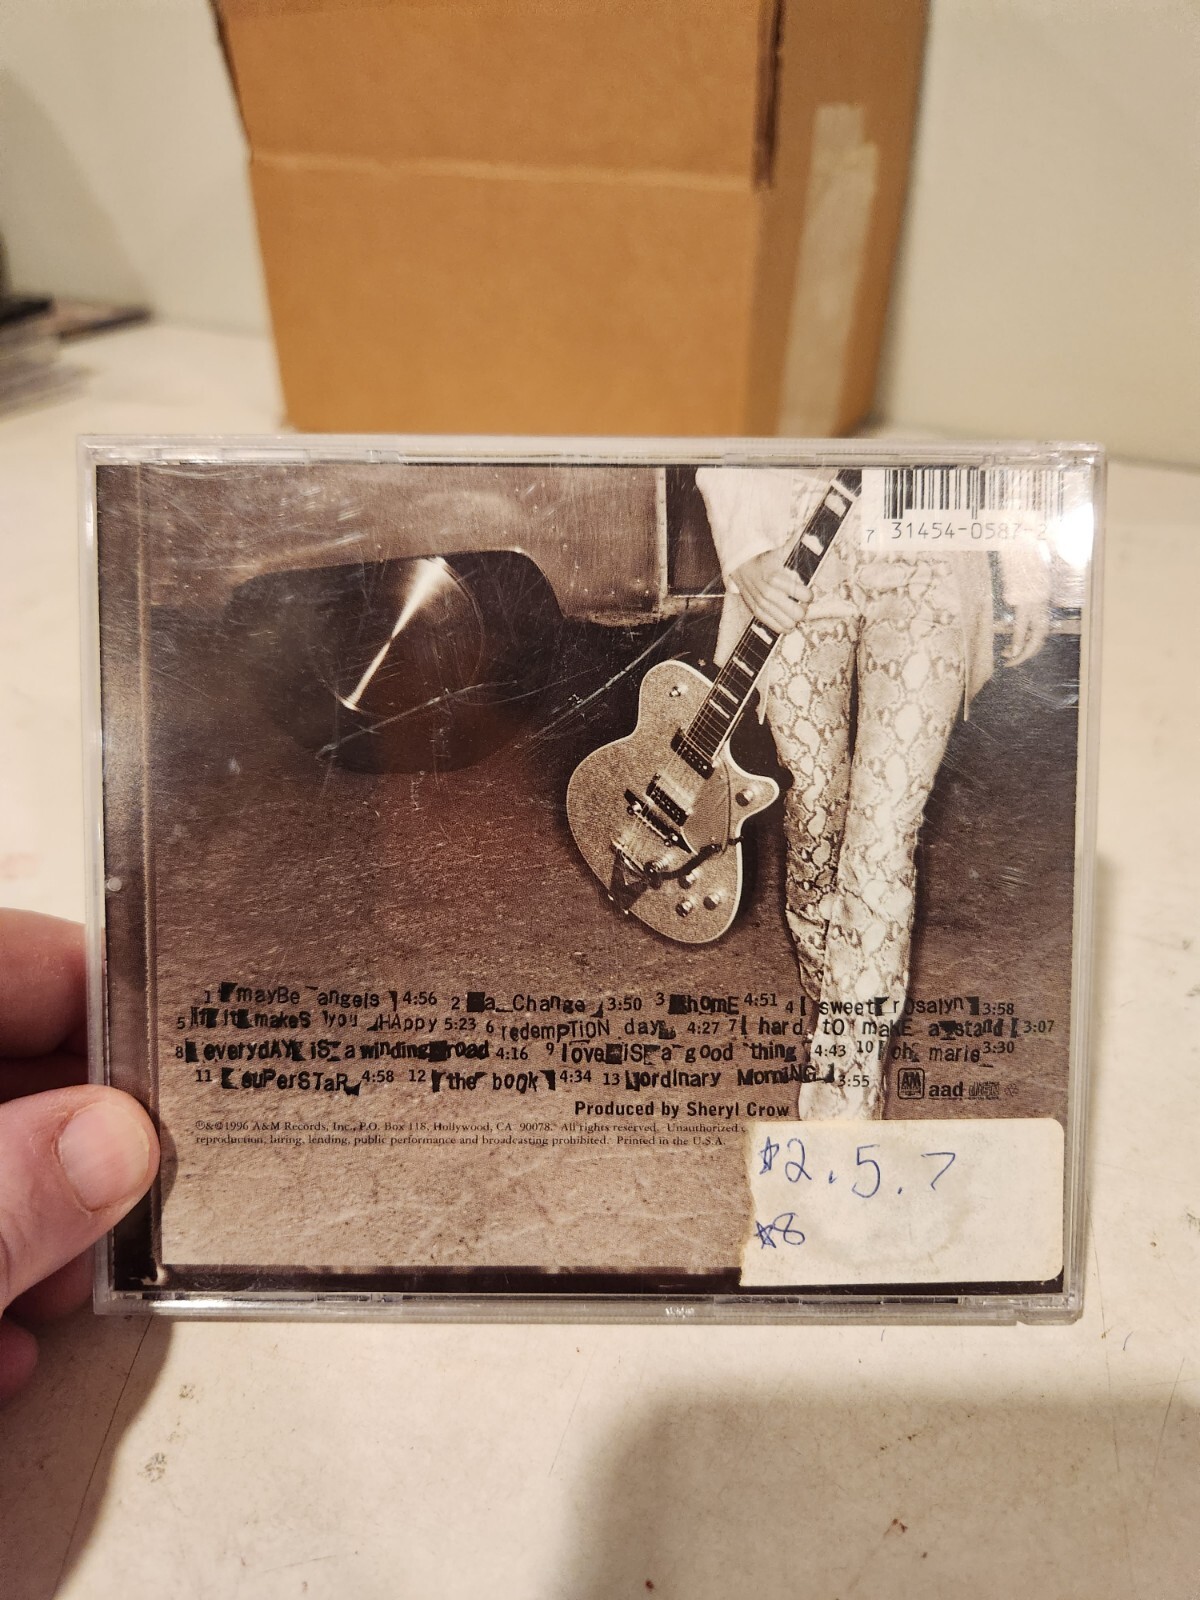 7 31454-0587-2
1 mayBe angels 4:56 2 a Change 3:50 3 homE 4:51 4 sweet rosalyn 3:58
5 If it makeS you HAppy 5:23 6 redempTION day 4:27 7 hard tO makE a stand 3:07
8 everydAY iS a winding road 4:16 9 love iS a good thing 4:43 10 oh marie 3:30
11 suPerSTaR 4:58 12 the book 4:34 13 ordinary MorniNG 3:55 AM aad
Produced by Sheryl Crow
℗&©1996 A&M Records, Inc., P.O. Box 118, Hollywood, CA 90078. All rights reserved. Unauthorized
reproduction, hiring, lending, public performance and broadcasting prohibited. Printed in the U.S.A.
$2.5.7
$8